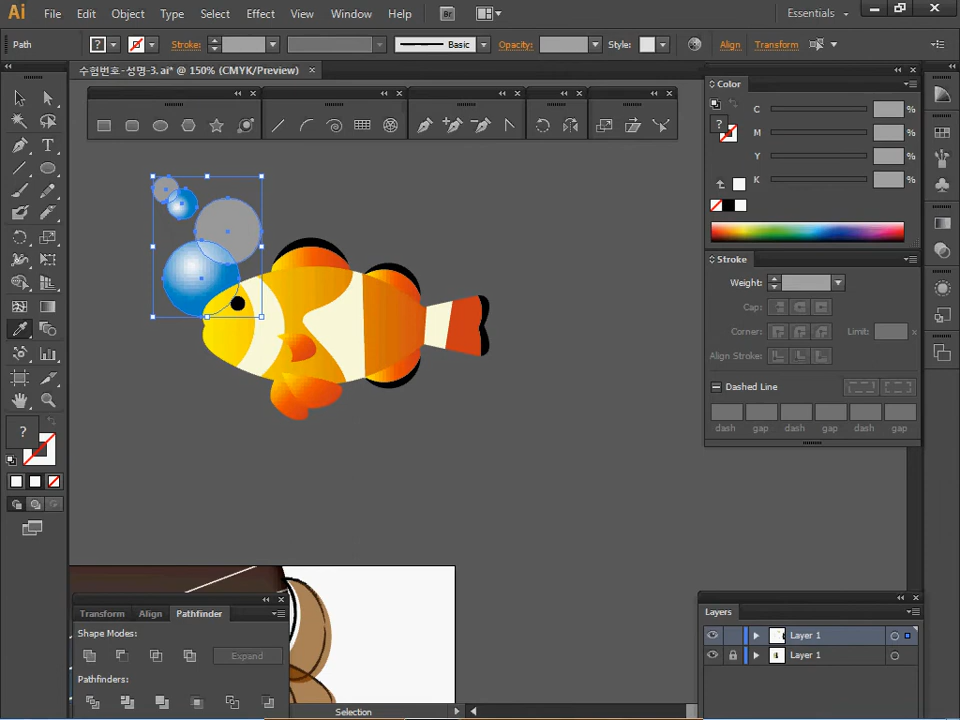 Ai File Edit Object Type Select Effect View Window Help Br Essentials
Path ? Stroke: Basic Opacity: Style: Align Transform
수험번호-성명-3.ai* @ 150% (CMYK/Preview)
Color
C %
M %
Y %
K %
?
Stroke
Weight:
Cap:
Corner: Limit: x
Align Stroke:
Dashed Line
dash gap dash gap dash gap
T
?
Transform Align Pathfinder
Shape Modes:
Expand
Pathfinders:
Layers
Layer 1
Layer 1
Selection